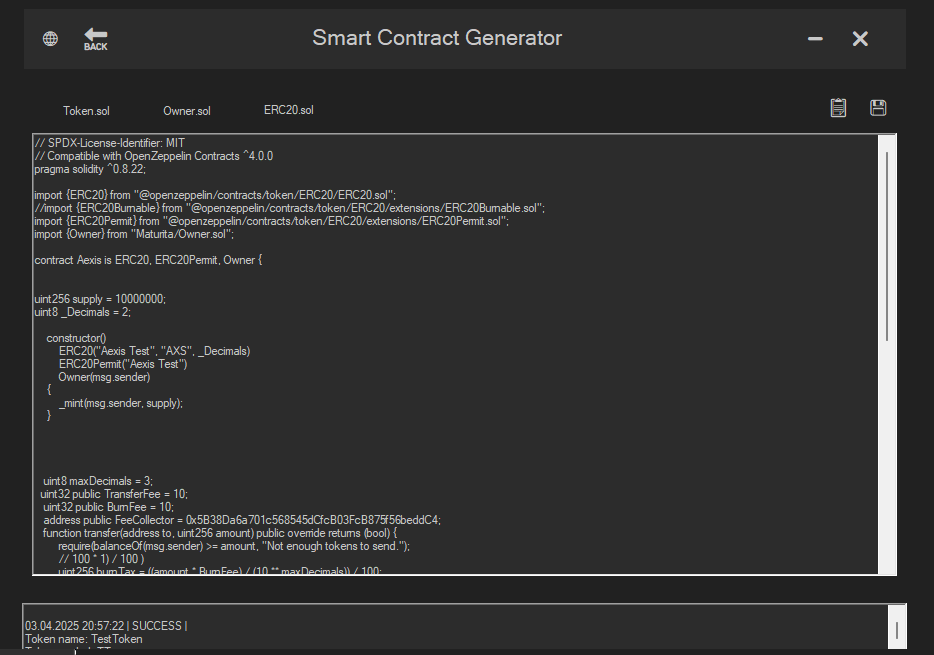 BACK
Smart Contract Generator
Token.sol
Owner.sol
ERC20.sol
// SPDX-License-Identifier: MIT
// Compatible with OpenZeppelin Contracts ^4.0.0
pragma solidity ^0.8.22;
import {ERC20} from "@openzeppelin/contracts/token/ERC20/ERC20.sol";
//import {ERC20Burnable} from "@openzeppelin/contracts/token/ERC20/extensions/ERC20Burnable.sol";
import {ERC20Permit} from "@openzeppelin/contracts/token/ERC20/extensions/ERC20Permit.sol";
import {Owner} from "Maturita/Owner.sol";
contract Aexis is ERC20, ERC20Permit, Owner {
uint256 supply = 10000000;
uint8 _Decimals = 2;
constructor()
ERC20("Aexis Test", "AXS", _Decimals)
ERC20Permit("Aexis Test")
Owner(msg.sender)
{
_mint(msg.sender, supply);
}
uint8 maxDecimals = 3;
uint32 public TransferFee = 10;
uint32 public BurnFee = 10;
address public FeeCollector = 0x5B38Da6a701c568545dCfcB03FcB875f56beddC4;
function transfer(address to, uint256 amount) public override returns (bool) {
require(balanceOf(msg.sender) >= amount, "Not enough tokens to send.");
// 100 * 1) / 100 )
uint256 burnTax = ((amount * BurnFee) / (10 ** maxDecimals)) / 100;
03.04.2025 20:57:22 | SUCCESS |
Token name: TestToken